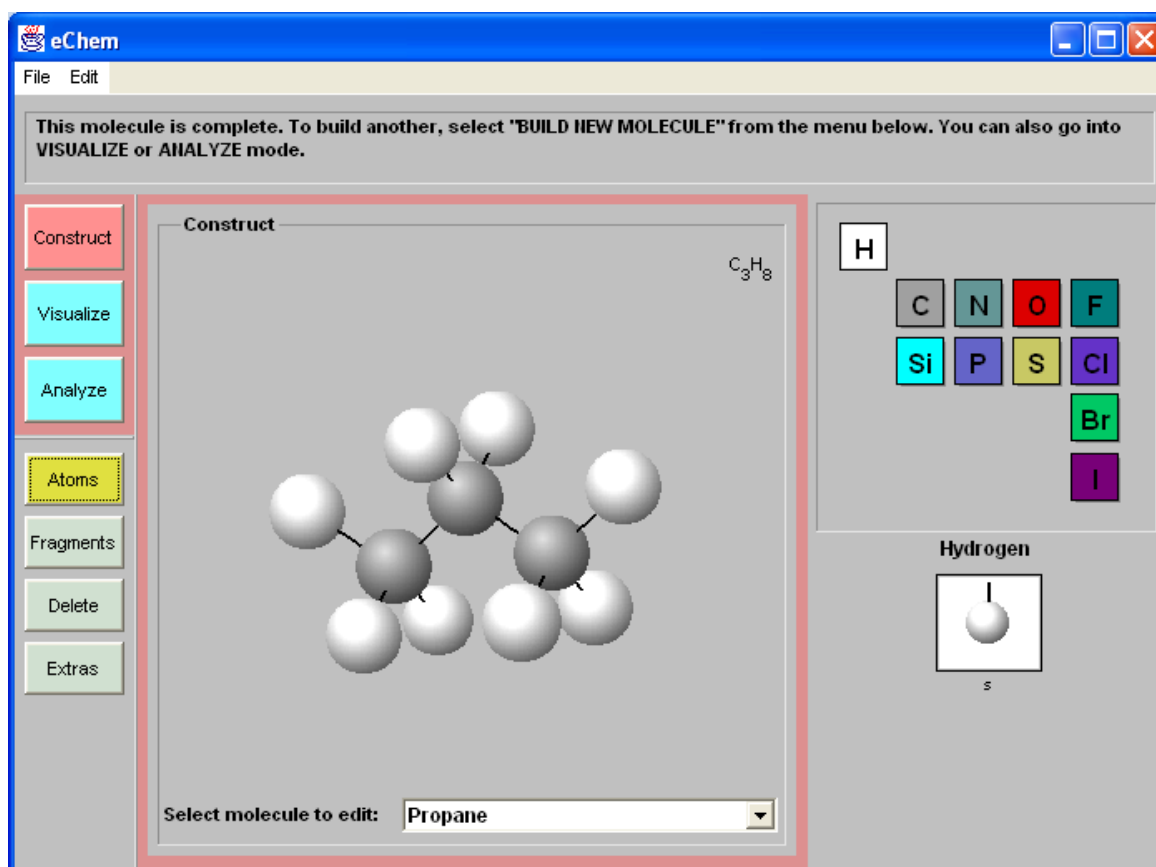 eChem
File Edit
This molecule is complete. To build another, select "BUILD NEW MOLECULE" from the menu below. You can also go into
VISUALIZE or ANALYZE mode.
Construct
Visualize
Analyze
Atoms
Fragments
Delete
Extras
Construct
C₃H₈
Select molecule to edit: Propane
H
C N O F
Si P S Cl
Br
I
Hydrogen
s